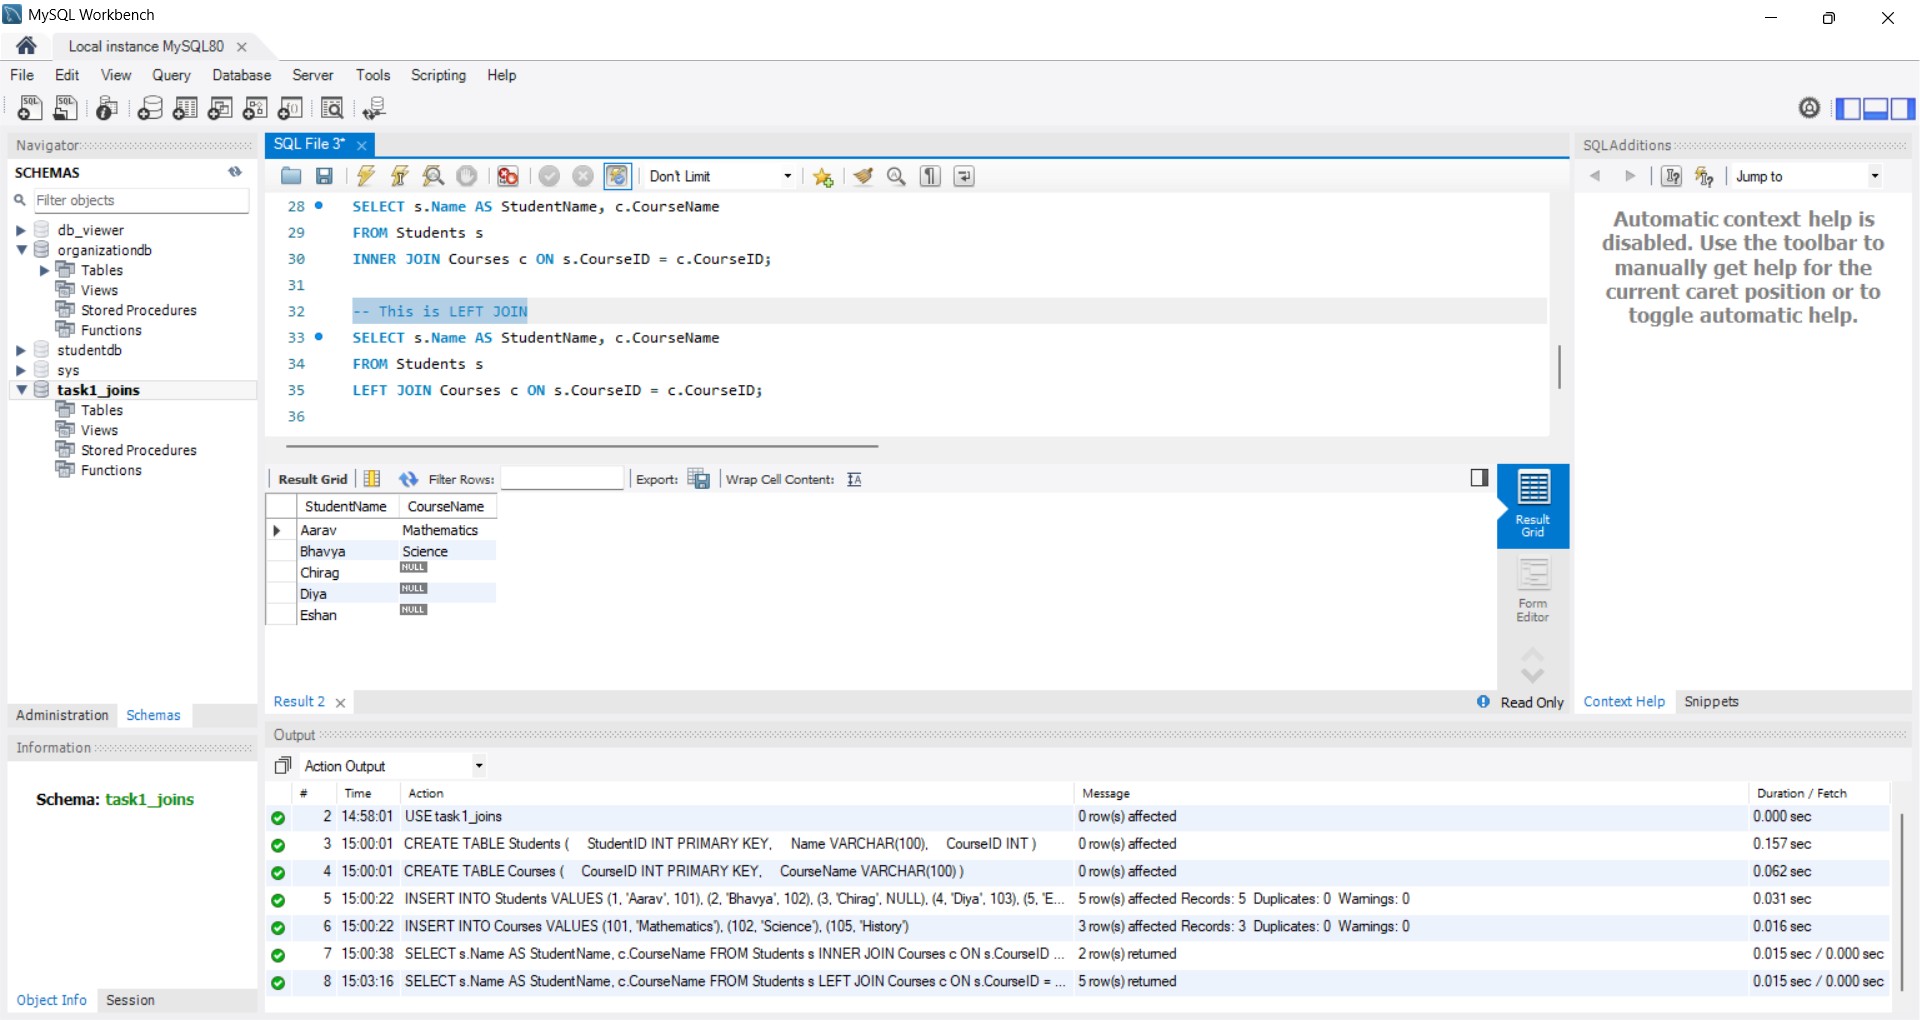 MySQL Workbench
Local instance MySQL80
File Edit View Query Database Server Tools Scripting Help
Navigator
SCHEMAS
Filter objects
db_viewer
organizationdb
Tables
Views
Stored Procedures
Functions
studentdb
sys
task1_joins
Tables
Views
Stored Procedures
Functions
Administration Schemas
Information
Schema: task1_joins
Object Info Session
SQL File 3*
Don't Limit
28 SELECT s.Name AS StudentName, c.CourseName
29 FROM Students s
30 INNER JOIN Courses c ON s.CourseID = c.CourseID;
31
32 -- This is LEFT JOIN
33 SELECT s.Name AS StudentName, c.CourseName
34 FROM Students s
35 LEFT JOIN Courses c ON s.CourseID = c.CourseID;
36
Result Grid Filter Rows: Export: Wrap Cell Content:
StudentName CourseName
Aarav Mathematics
Bhavya Science
Chirag NULL
Diya NULL
Eshan NULL
Result Grid
Form Editor
Result 2
Read Only
SQLAdditions
Jump to
Automatic context help is
disabled. Use the toolbar to
manually get help for the
current caret position or to
toggle automatic help.
Context Help Snippets
Output
Action Output
# Time Action Message Duration / Fetch
2 14:58:01 USE task1_joins 0 row(s) affected 0.000 sec
3 15:00:01 CREATE TABLE Students ( StudentID INT PRIMARY KEY, Name VARCHAR(100), CourseID INT ) 0 row(s) affected 0.157 sec
4 15:00:01 CREATE TABLE Courses ( CourseID INT PRIMARY KEY, CourseName VARCHAR(100) ) 0 row(s) affected 0.062 sec
5 15:00:22 INSERT INTO Students VALUES (1, 'Aarav', 101), (2, 'Bhavya', 102), (3, 'Chirag', NULL), (4, 'Diya', 103), (5, 'E... 5 row(s) affected Records: 5 Duplicates: 0 Warnings: 0 0.031 sec
6 15:00:22 INSERT INTO Courses VALUES (101, 'Mathematics'), (102, 'Science'), (105, 'History') 3 row(s) affected Records: 3 Duplicates: 0 Warnings: 0 0.016 sec
7 15:00:38 SELECT s.Name AS StudentName, c.CourseName FROM Students s INNER JOIN Courses c ON s.CourseID ... 2 row(s) returned 0.015 sec / 0.000 sec
8 15:03:16 SELECT s.Name AS StudentName, c.CourseName FROM Students s LEFT JOIN Courses c ON s.CourseID = ... 5 row(s) returned 0.015 sec / 0.000 sec